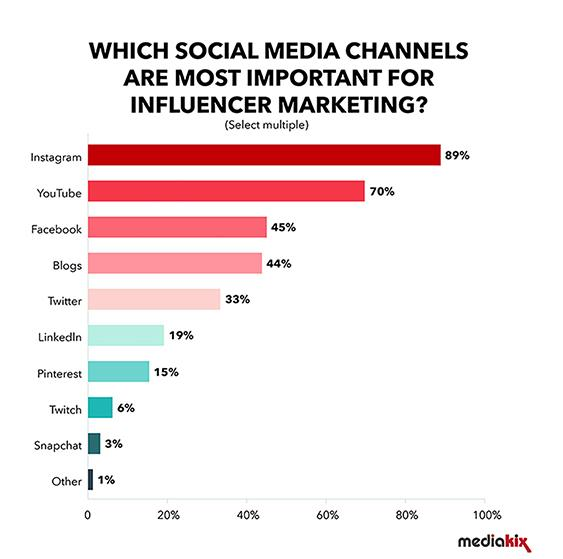 WHICH SOCIAL MEDIA CHANNELS
ARE MOST IMPORTANT FOR
INFLUENCER MARKETING?
(Select multiple)
Instagram 89%
YouTube 70%
Facebook 45%
Blogs 44%
Twitter 33%
LinkedIn 19%
Pinterest 15%
Twitch 6%
Snapchat 3%
Other 1%
0 20% 40% 60% 80% 100%
mediakix